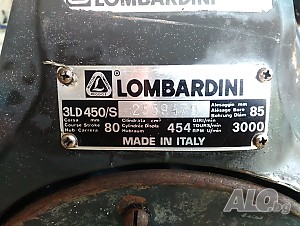 LOMBARDINI
LOMBARDINI
3LD 450/S
Corsa mm
Course Stroke 80
Hub Carrera
Cilindrata cm³
Cylindrée Displ. 454
Hubraum
GIRI/min
TOURS/min 3000
RPM U/min
Alesaggio mm
Alésage Bore 85
Bohrung Diám
MADE IN ITALY
ALO.bg